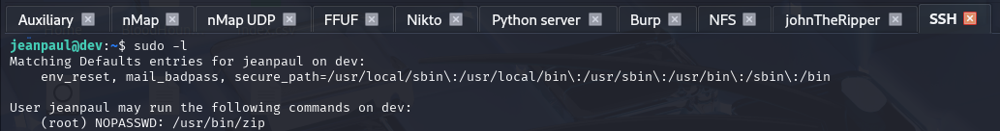 Auxiliary nMap nMap UDP FFUF Nikto Python server Burp NFS johnTheRipper SSH
jeanpaul@dev:~$ sudo -l
Matching Defaults entries for jeanpaul on dev:
    env_reset, mail_badpass, secure_path=/usr/local/sbin\:/usr/local/bin\:/usr/sbin\:/usr/bin\:/sbin\:/bin

User jeanpaul may run the following commands on dev:
    (root) NOPASSWD: /usr/bin/zip